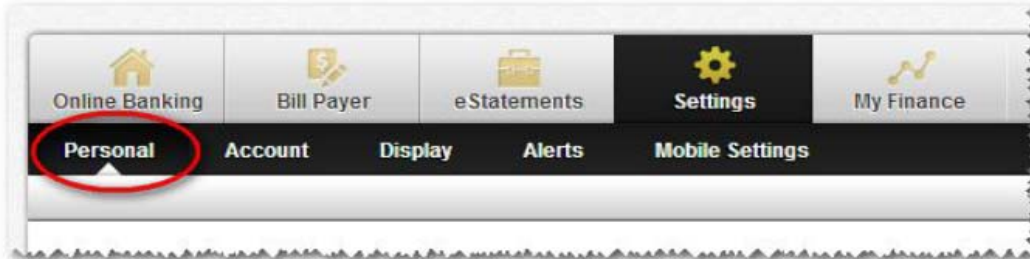 Online Banking Bill Payer eStatements Settings My Finance
Personal Account Display Alerts Mobile Settings